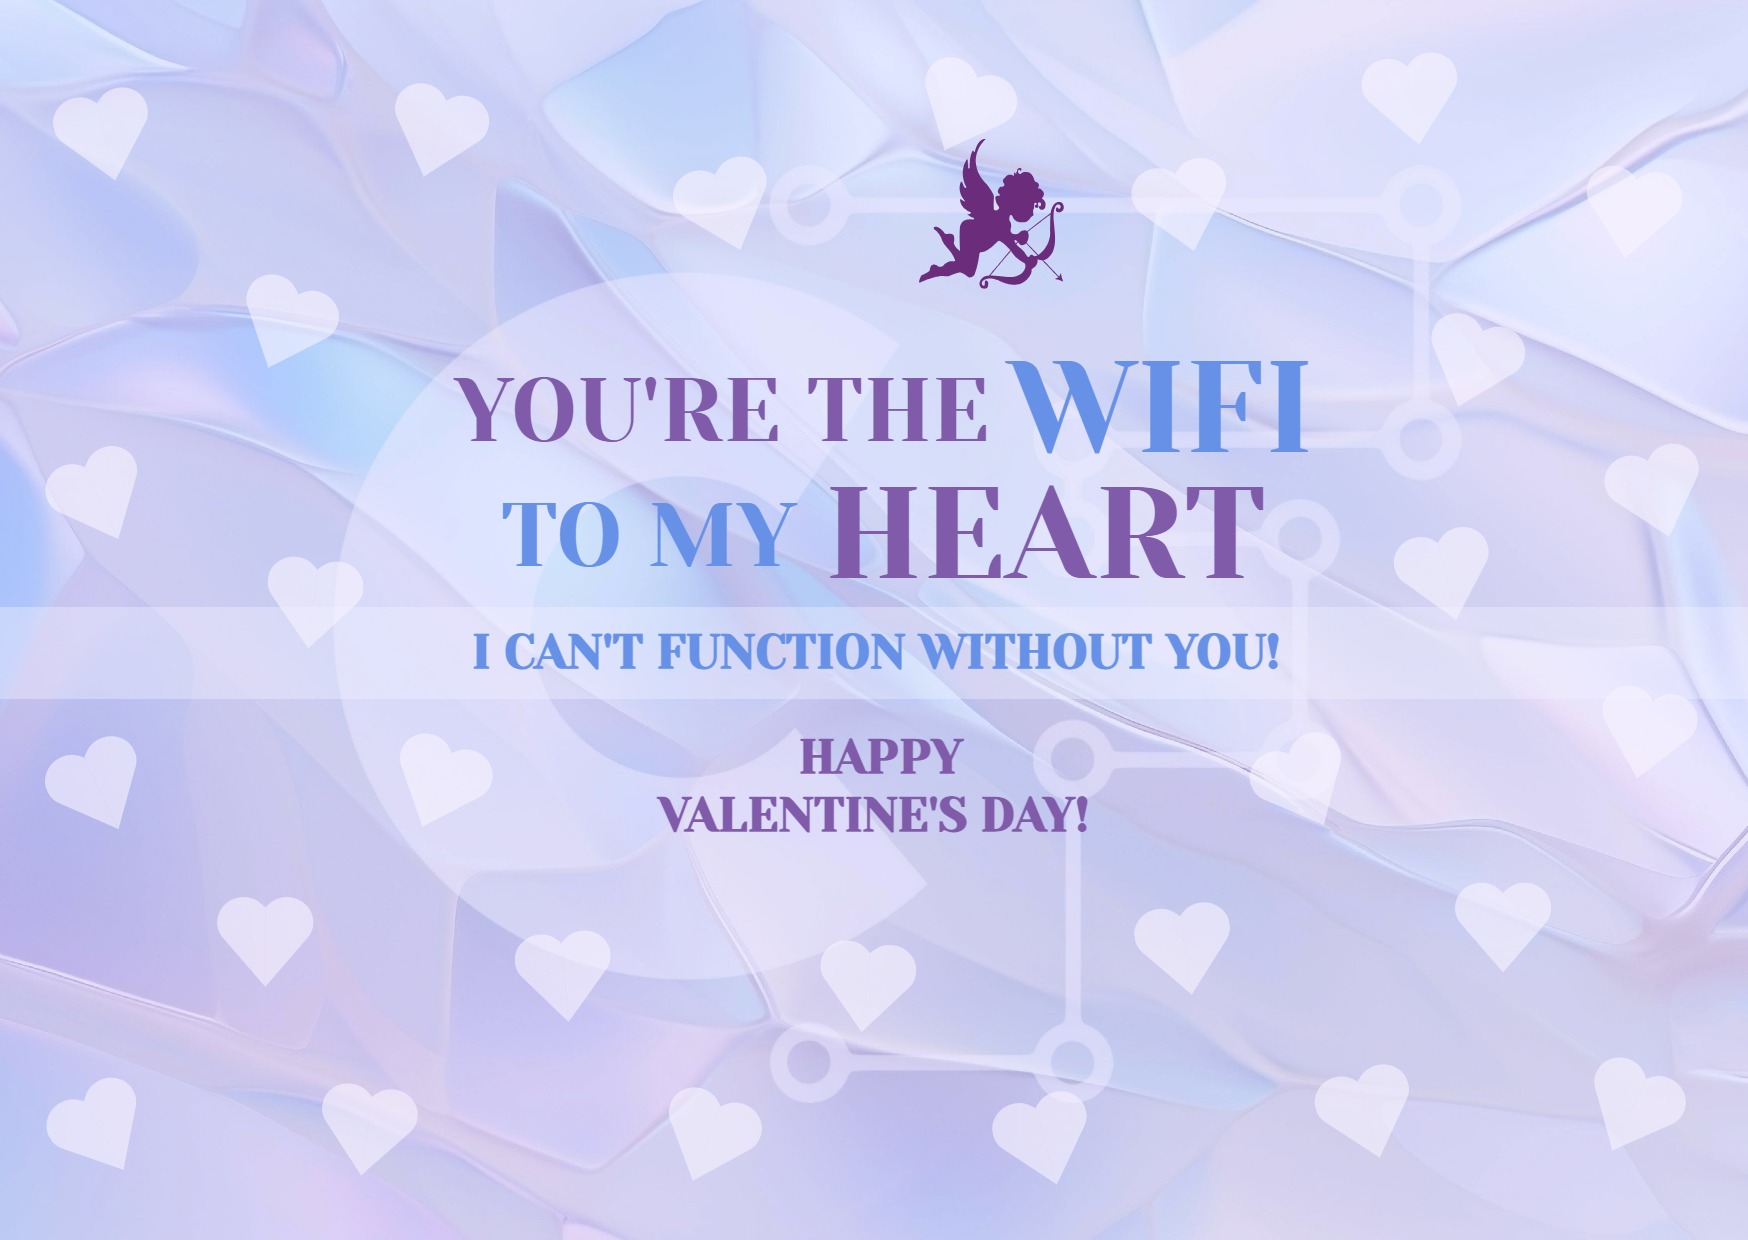 YOU'RE THE WIFI
TO MY HEART
I CAN'T FUNCTION WITHOUT YOU!
HAPPY
VALENTINE'S DAY!